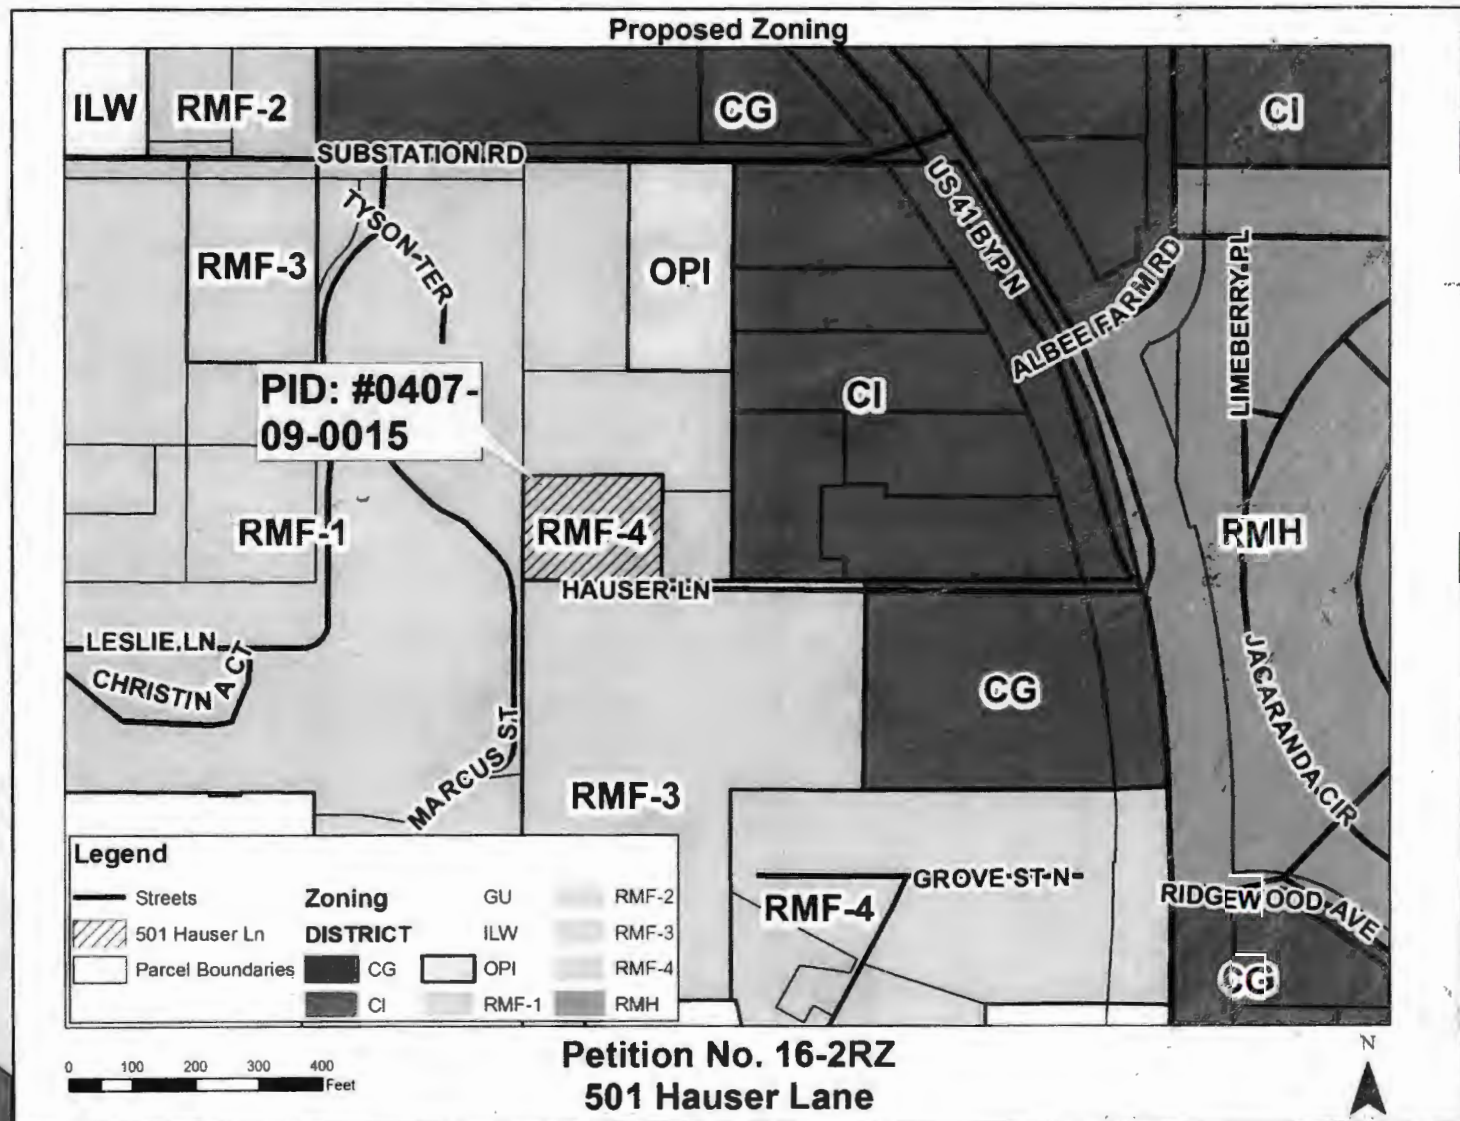 Proposed Zoning
ILW
RMF-2
CG
CI
SUBSTATION RD
TYSON TER
US 41 BYP N
RMF-3
OPI
ALBEE FARM RD
LIMEBERRY PL
PID: #0407-
09-0015
CI
RMF-1
RMF-4
RMH
HAUSER LN
LESLIE LN
CHRISTINA CT
JACARANDA CIR
CG
MARCUS ST
RMF-3
GROVE ST N
RMF-4
RIDGEWOOD AVE
CG
Legend
Streets
501 Hauser Ln
Parcel Boundaries
Zoning
DISTRICT
CG
CI
GU
ILW
OPI
RMF-1
RMF-2
RMF-3
RMF-4
RMH
0 100 200 300 400
Feet
Petition No. 16-2RZ
501 Hauser Lane
N